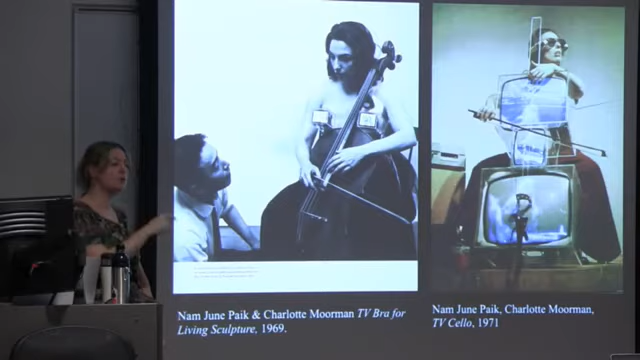 Nam June Paik & Charlotte Moorman TV Bra for
Living Sculpture, 1969.
Nam June Paik, Charlotte Moorman,
TV Cello, 1971